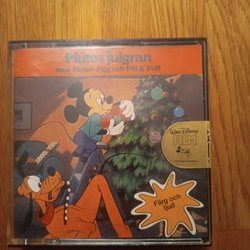 Plutos julgran
med Musse Pigg och Piff & Puff
Walt Disney
Färg och
ljud